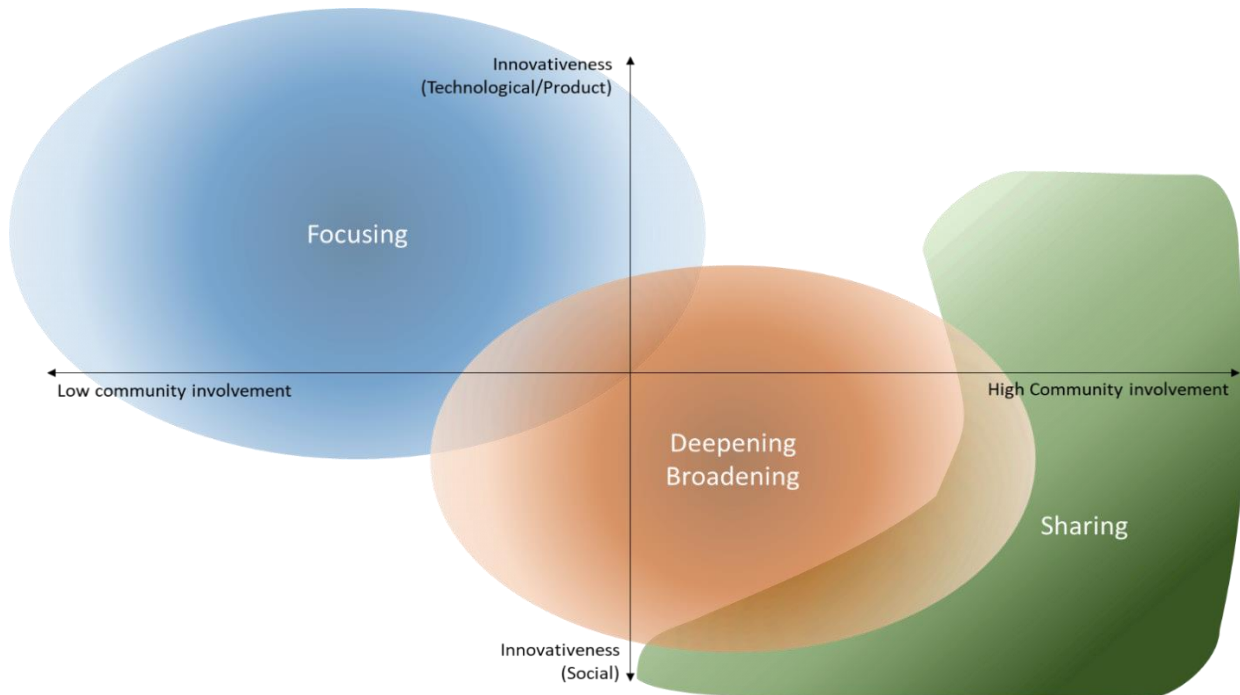 Innovativeness
(Technological/Product)
Focusing
Low community involvement
High Community involvement
Deepening
Broadening
Sharing
Innovativeness
(Social)